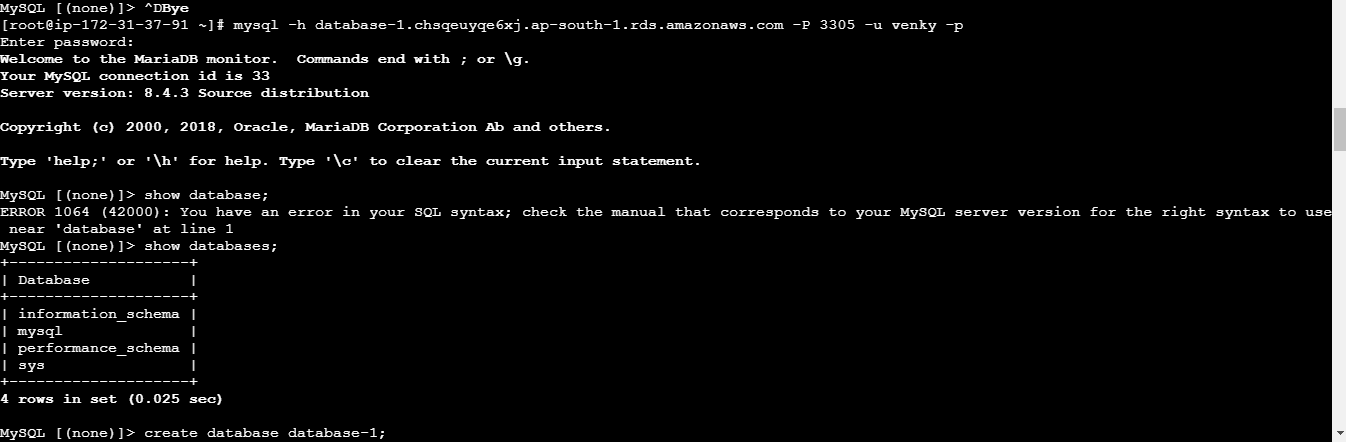 MySQL [(none)]> ^DBye
[root@ip-172-31-37-91 ~]# mysql -h database-1.chsqeuyqe6xj.ap-south-1.rds.amazonaws.com -P 3305 -u venky -p
Enter password:
Welcome to the MariaDB monitor.  Commands end with ; or \g.
Your MySQL connection id is 33
Server version: 8.4.3 Source distribution

Copyright (c) 2000, 2018, Oracle, MariaDB Corporation Ab and others.

Type 'help;' or '\h' for help. Type '\c' to clear the current input statement.

MySQL [(none)]> show database;
ERROR 1064 (42000): You have an error in your SQL syntax; check the manual that corresponds to your MySQL server version for the right syntax to use
 near 'database' at line 1
MySQL [(none)]> show databases;
+--------------------+
| Database           |
+--------------------+
| information_schema |
| mysql              |
| performance_schema |
| sys                |
+--------------------+
4 rows in set (0.025 sec)

MySQL [(none)]> create database database-1;